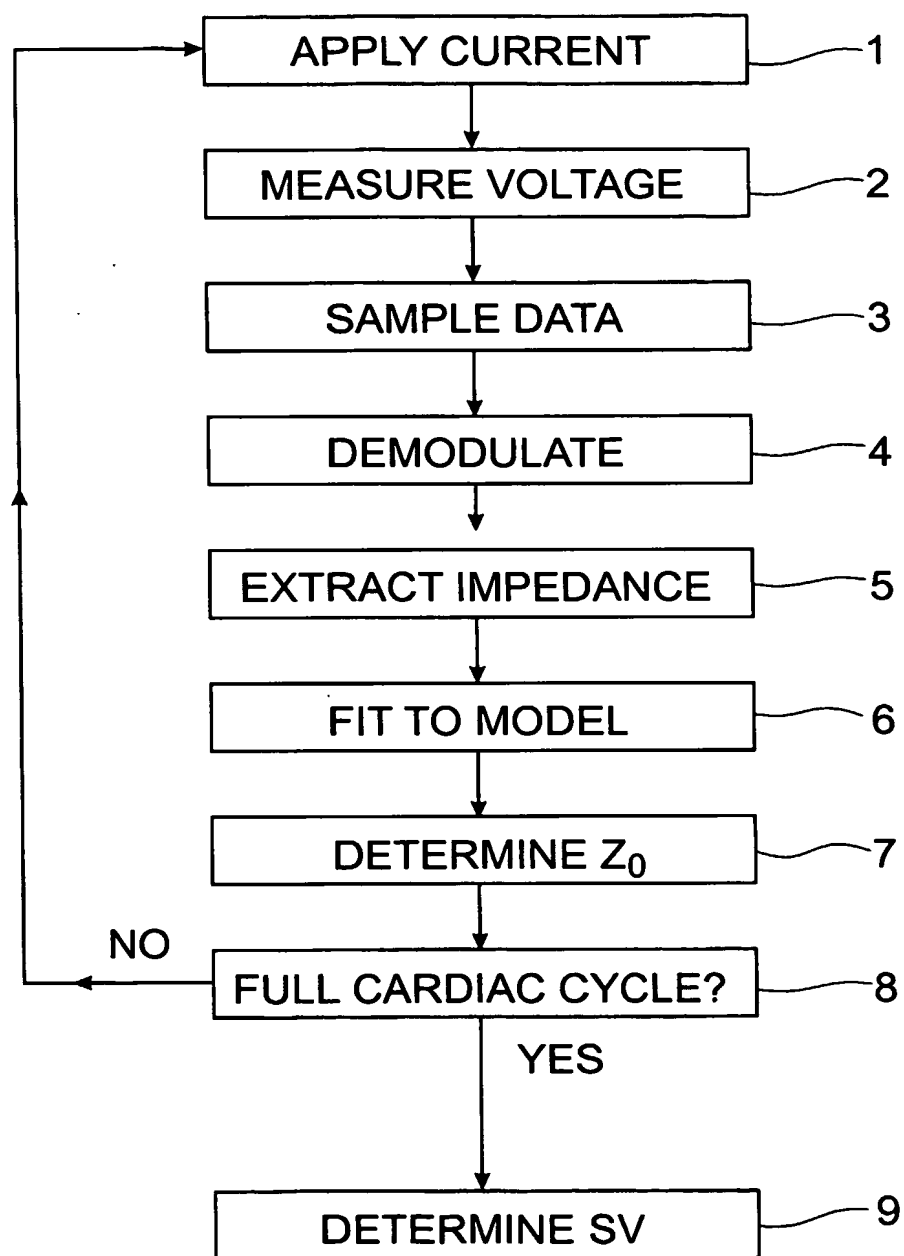 APPLY CURRENT 1
MEASURE VOLTAGE 2
SAMPLE DATA 3
DEMODULATE 4
EXTRACT IMPEDANCE 5
FIT TO MODEL 6
DETERMINE Z₀ 7
NO
FULL CARDIAC CYCLE? 8
YES
DETERMINE SV 9